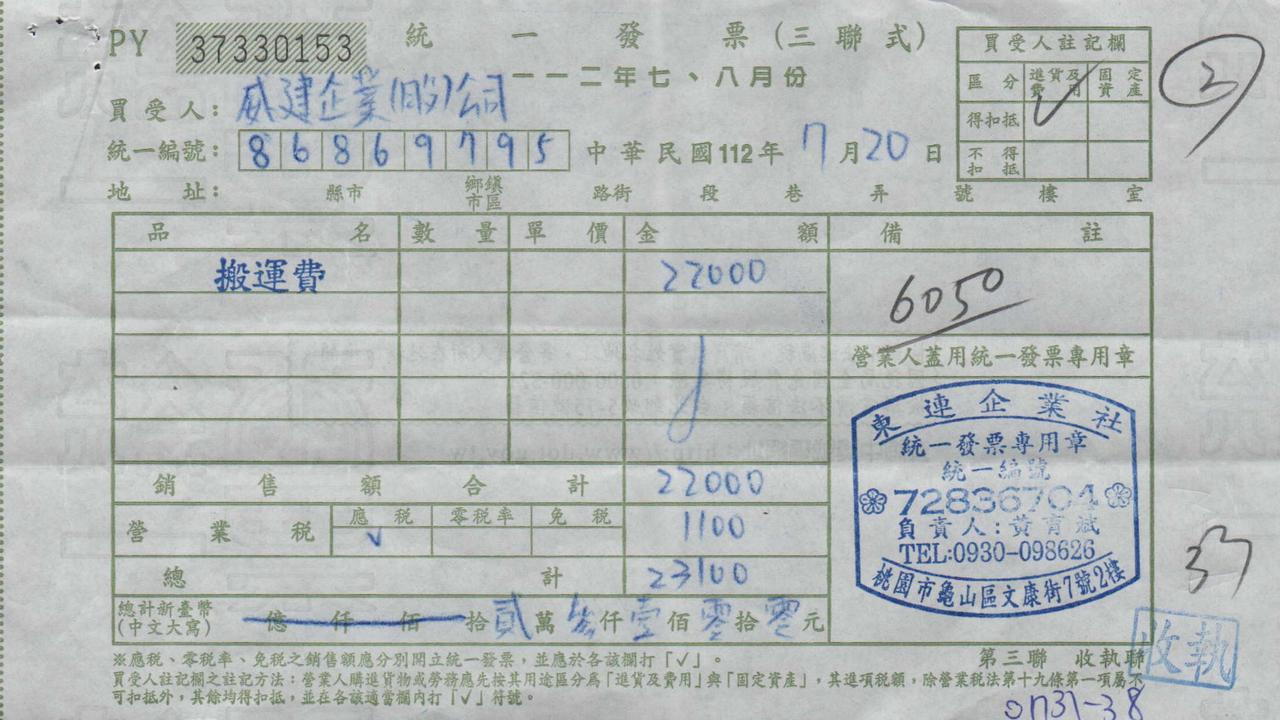 PY 37330153
統一發票(三聯式)
一一二年七、八月份
買受人註記欄
區分 進貨及費用 固定資產
得扣抵 ✓
不得扣抵
2
買受人: 威建企業(股)公司
統一編號: 86869795 中華民國112年7月20日
地址: 縣市 鄉鎮市區 路街 段 巷 弄 號 樓 室
品名 數量 單價 金額 備註
搬運費 22000
6050
營業人蓋用統一發票專用章
東連企業社
統一發票專用章
統一編號
72836704
負責人:黃育斌
TEL:0930-098626
桃園市龜山區文康街7號2樓
銷售額合計 22000
營業稅 應稅 ✓ 零稅率 免稅 1100
總計 23100
總計新臺幣(中文大寫) 億仟佰拾貳萬參仟壹佰零拾零元
37
※應稅、零稅率、免稅之銷售額應分別開立統一發票,並應於各該欄打「✓」。
第三聯 收執聯
收執
買受人註記欄之註記方法:營業人購進貨物或勞務應先按其用途區分為「進貨及費用」與「固定資產」,其進項稅額,除營業稅法第十九條第一項屬不
可扣抵外,其餘均得扣抵,並在各該適當欄內打「✓」符號。